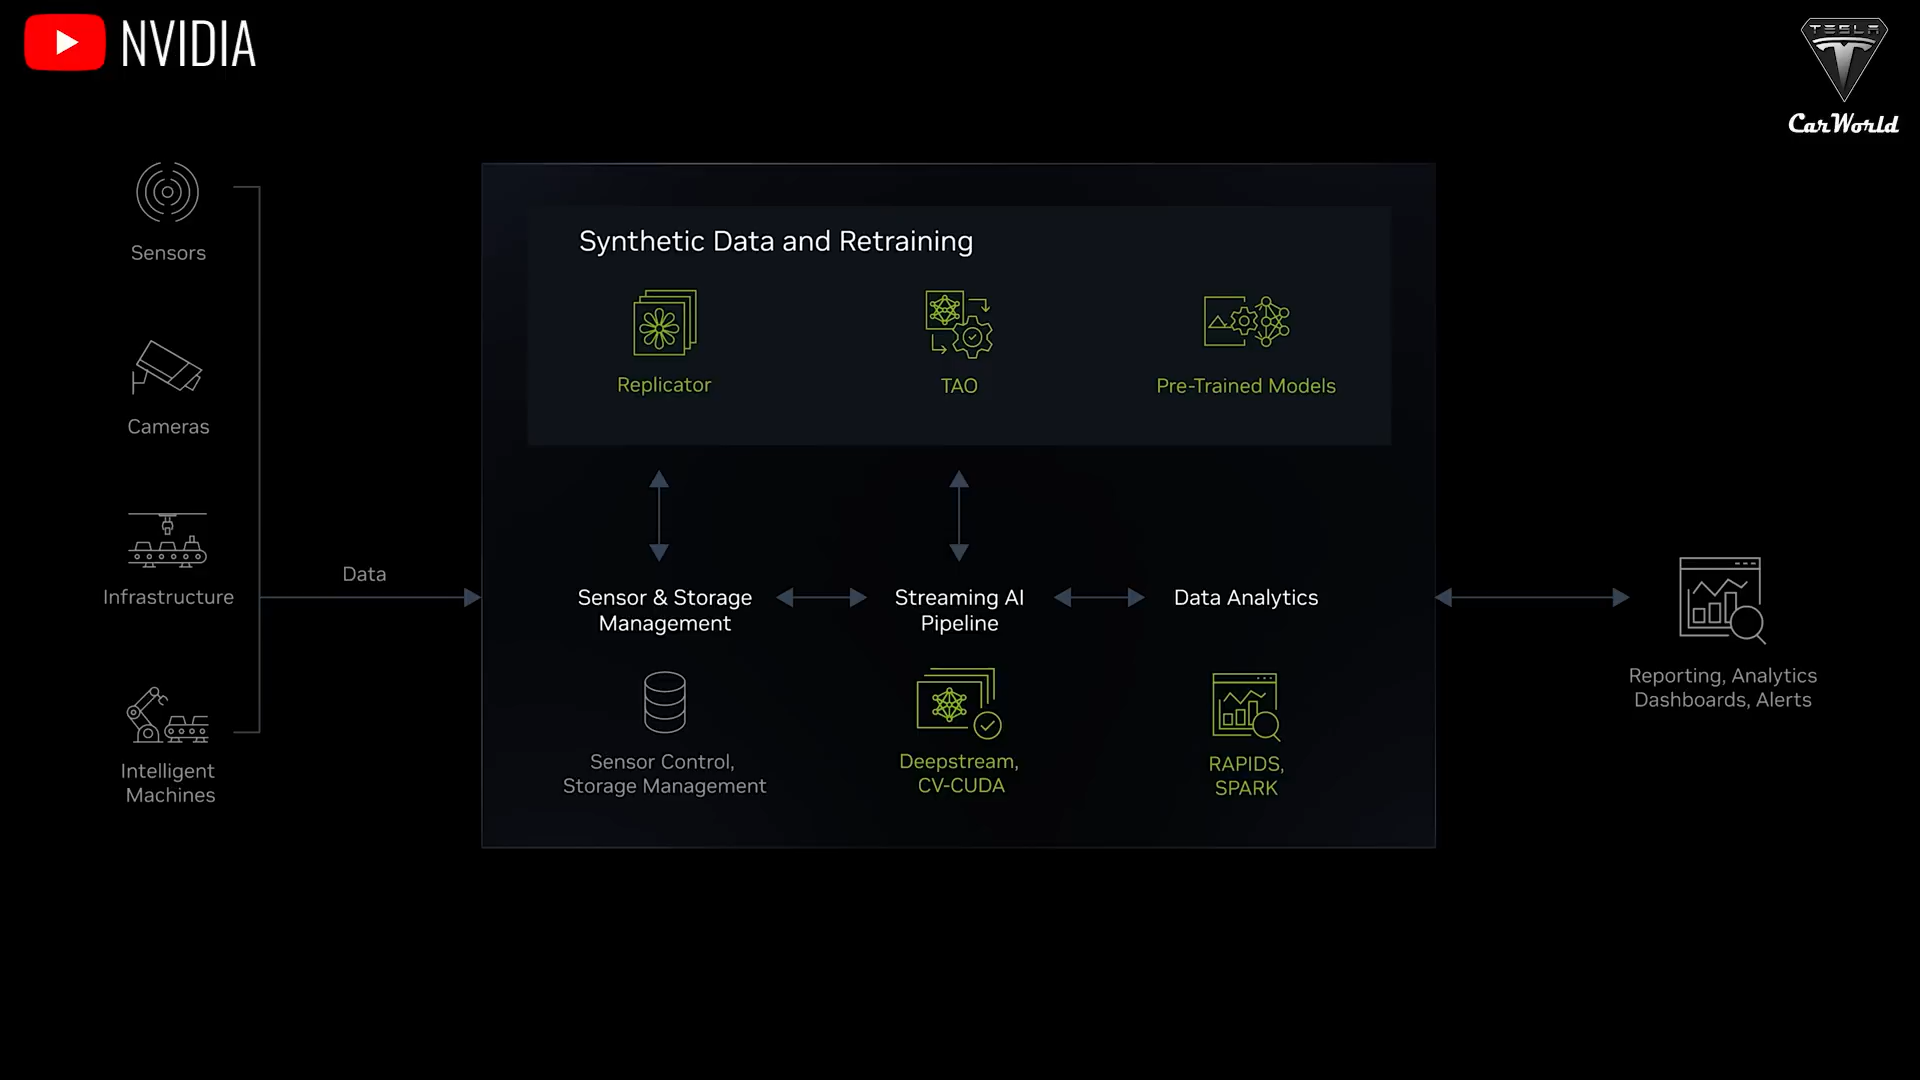 NVIDIA
TESLA
CarWorld
Sensors
Cameras
Infrastructure
Intelligent
Machines
Data
Synthetic Data and Retraining
Replicator
TAO
Pre-Trained Models
Sensor & Storage
Management
Streaming AI
Pipeline
Data Analytics
Sensor Control,
Storage Management
Deepstream,
CV-CUDA
RAPIDS,
SPARK
Reporting, Analytics
Dashboards, Alerts